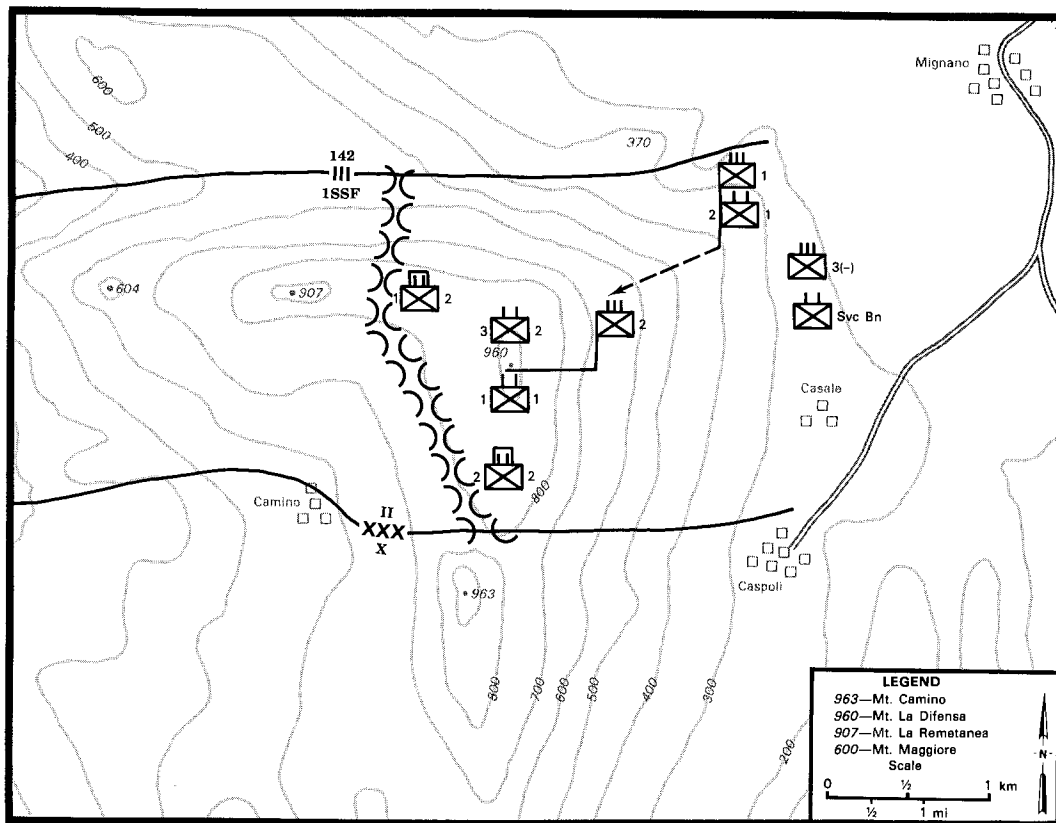 Mignano
600
500
400
370
142
III
1SSF
1
2 1
3(-)
Svc Bn
604
907
1 2
3 2
960
2
1 1
2 2
800
Casale
Camino
II
XXX
X
Caspoli
963
800
700
600
500
400
300
200
LEGEND
963—Mt. Camino
960—Mt. La Difensa
907—Mt. La Remetanea
600—Mt. Maggiore
Scale
0 ½ 1 km
½ 1 mi
N